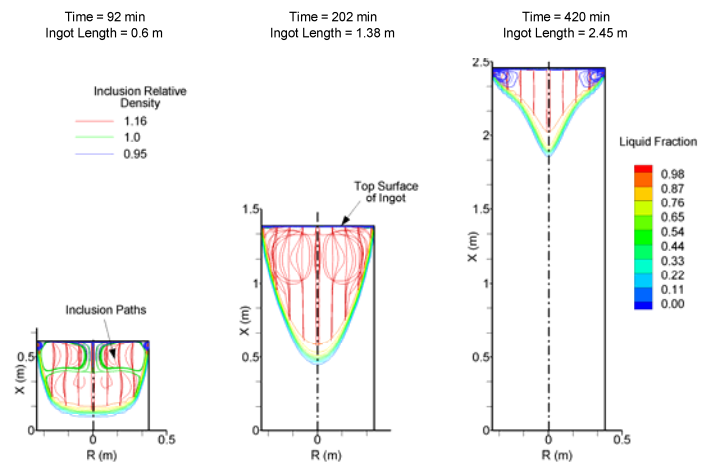 Time = 92 min
Ingot Length = 0.6 m
Time = 202 min
Ingot Length = 1.38 m
Time = 420 min
Ingot Length = 2.45 m
Inclusion Relative
Density
1.16
1.0
0.95
Inclusion Paths
X (m)
0.5
0
0
0.5
R (m)
Top Surface
of Ingot
X (m)
1.5
1
0.5
0
0
R (m)
X (m)
2.5
2
1.5
1
0.5
0
0
0.5
R (m)
Liquid Fraction
0.98
0.87
0.76
0.65
0.54
0.44
0.33
0.22
0.11
0.00